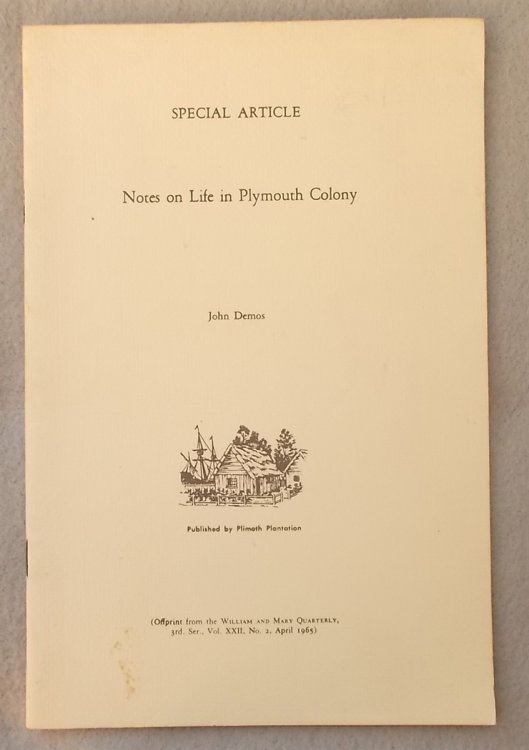 SPECIAL ARTICLE
Notes on Life in Plymouth Colony
John Demos
Published by Plimoth Plantation
(Offprint from the WILLIAM AND MARY QUARTERLY,
3rd. Ser., Vol. XXII, No. 2, April 1965)